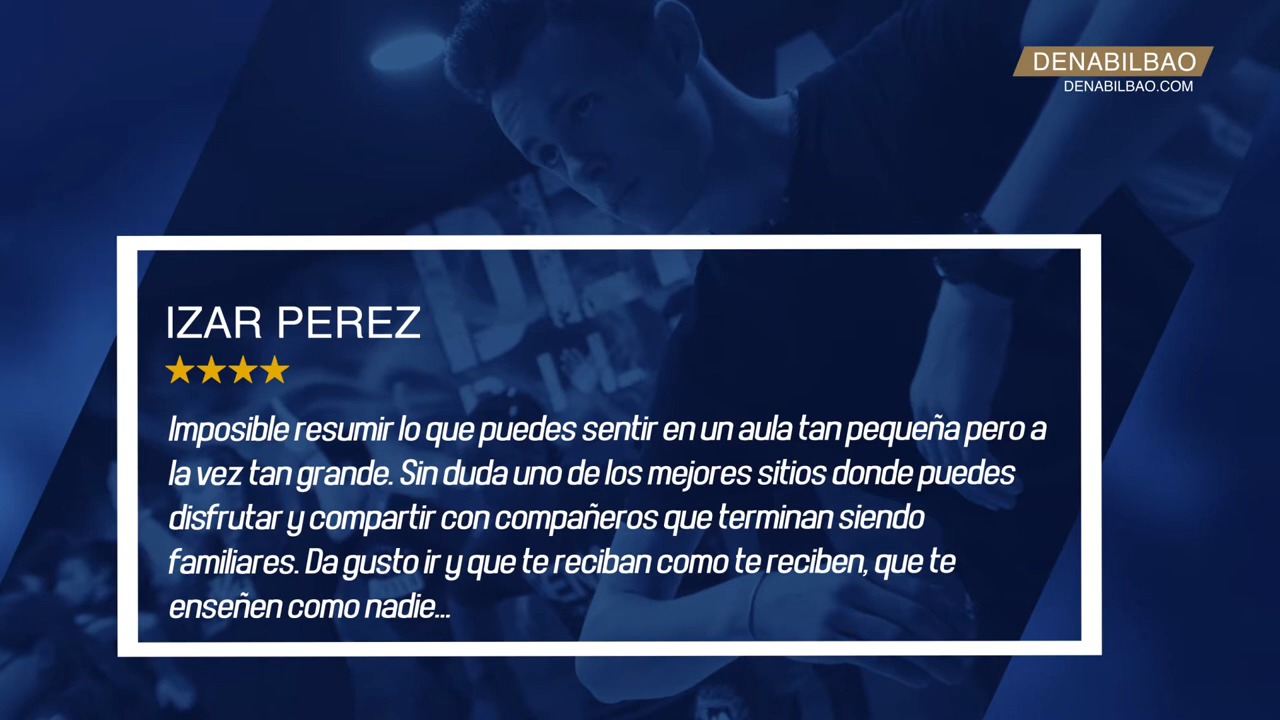 DENABILBAO
DENABILBAO.COM
IZAR PEREZ
Imposible resumir lo que puedes sentir en un aula tan pequeña pero a
la vez tan grande. Sin duda uno de los mejores sitios donde puedes
disfrutar y compartir con compañeros que terminan siendo
familiares. Da gusto ir y que te reciban como te reciben, que te
enseñen como nadie...